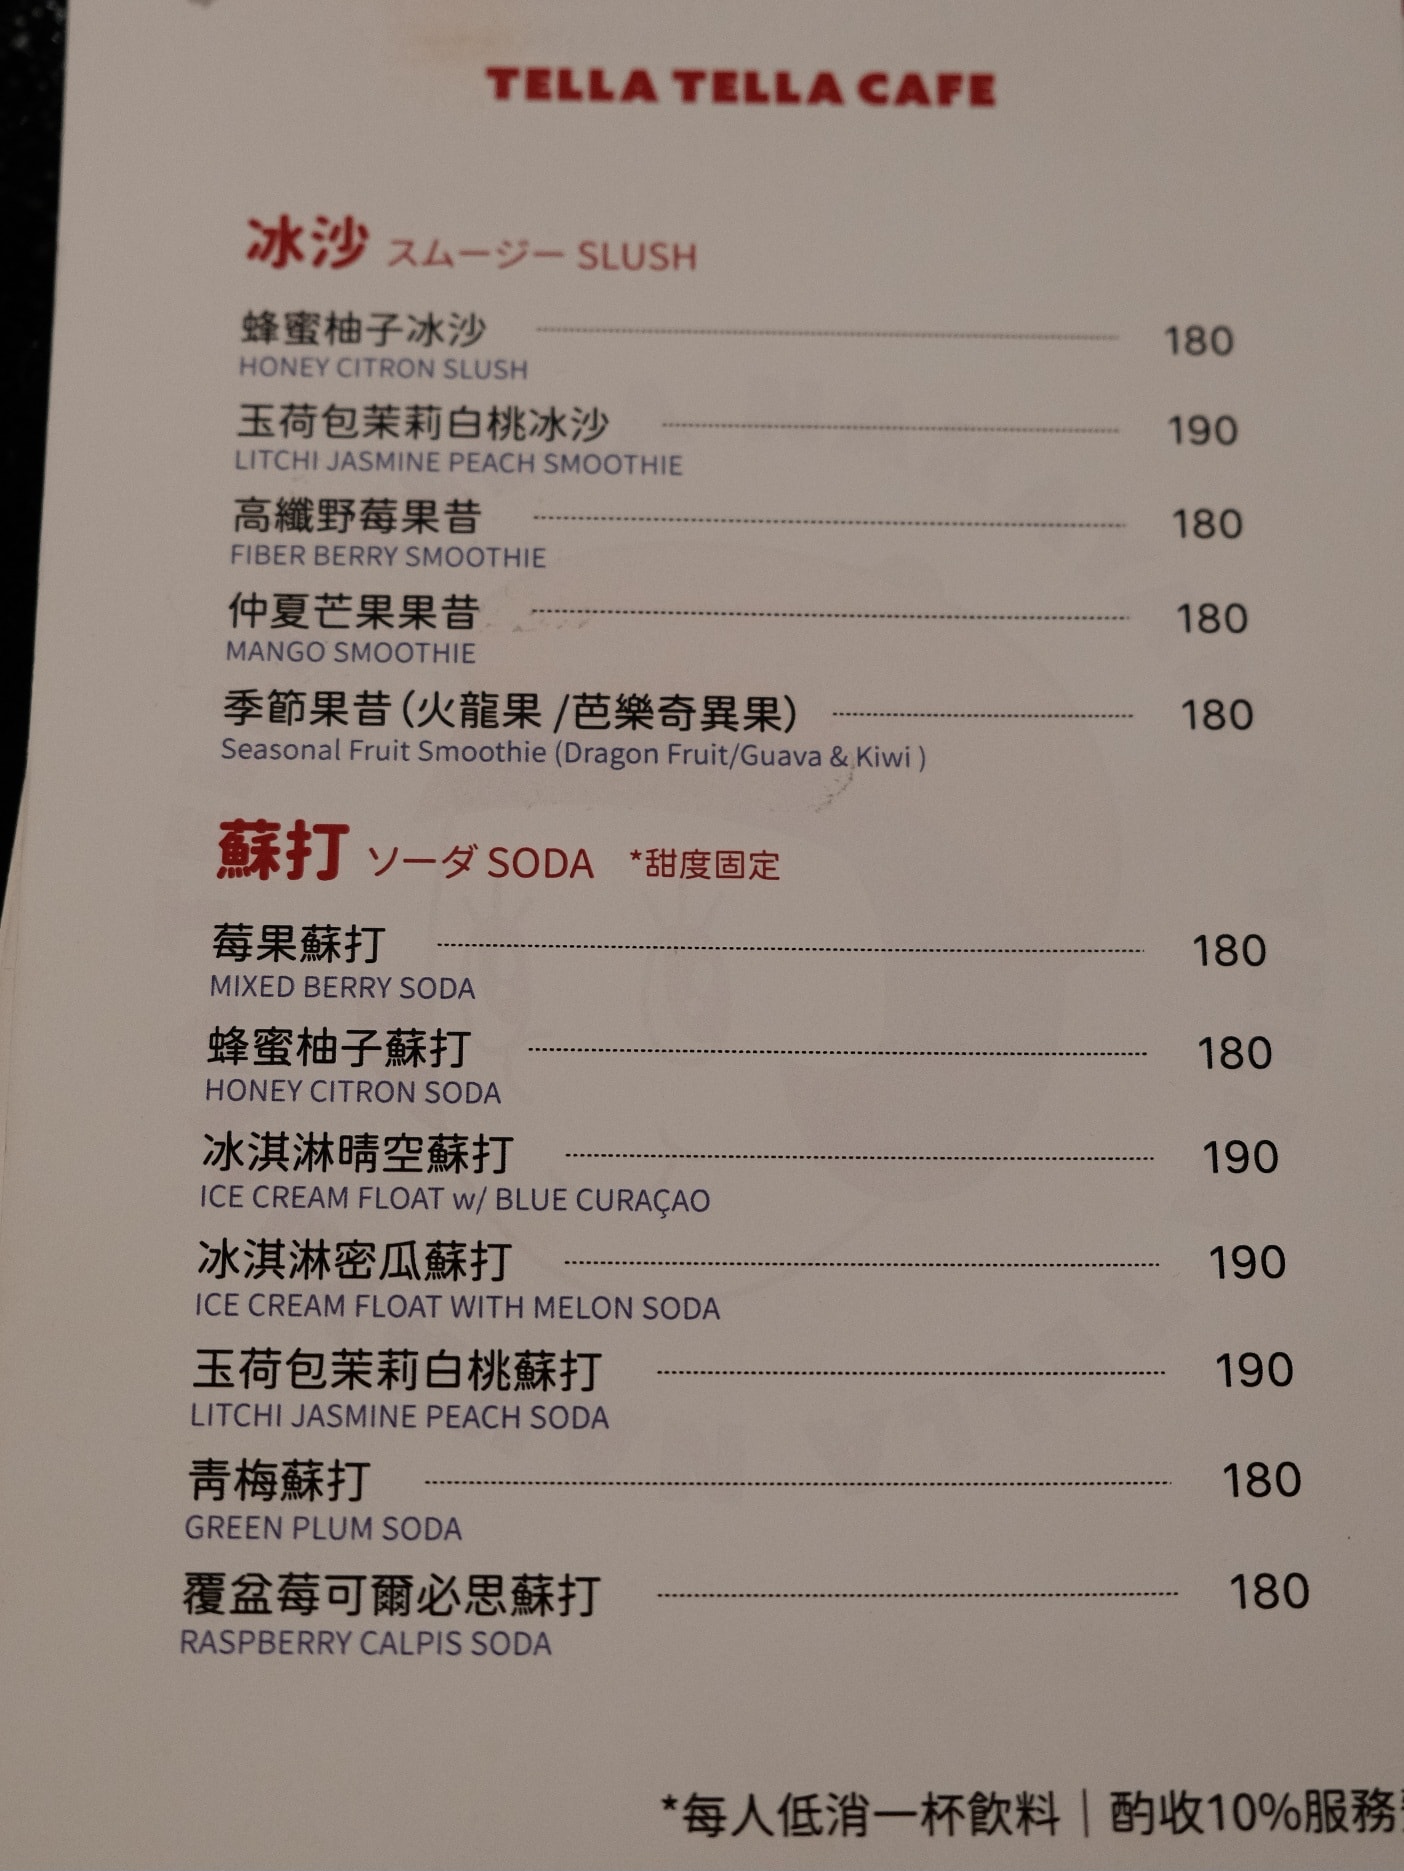 TELLA TELLA CAFE
冰沙 スムージー SLUSH
蜂蜜柚子冰沙 180
HONEY CITRON SLUSH
玉荷包茉莉白桃冰沙 190
LITCHI JASMINE PEACH SMOOTHIE
高纖野莓果昔 180
FIBER BERRY SMOOTHIE
仲夏芒果果昔 180
MANGO SMOOTHIE
季節果昔(火龍果 /芭樂奇異果) 180
Seasonal Fruit Smoothie (Dragon Fruit/Guava & Kiwi )
蘇打 ソーダ SODA *甜度固定
莓果蘇打 180
MIXED BERRY SODA
蜂蜜柚子蘇打 180
HONEY CITRON SODA
冰淇淋晴空蘇打 190
ICE CREAM FLOAT w/ BLUE CURAÇAO
冰淇淋密瓜蘇打 190
ICE CREAM FLOAT WITH MELON SODA
玉荷包茉莉白桃蘇打 190
LITCHI JASMINE PEACH SODA
青梅蘇打 180
GREEN PLUM SODA
覆盆莓可爾必思蘇打 180
RASPBERRY CALPIS SODA
*每人低消一杯飲料｜酌收10%服務